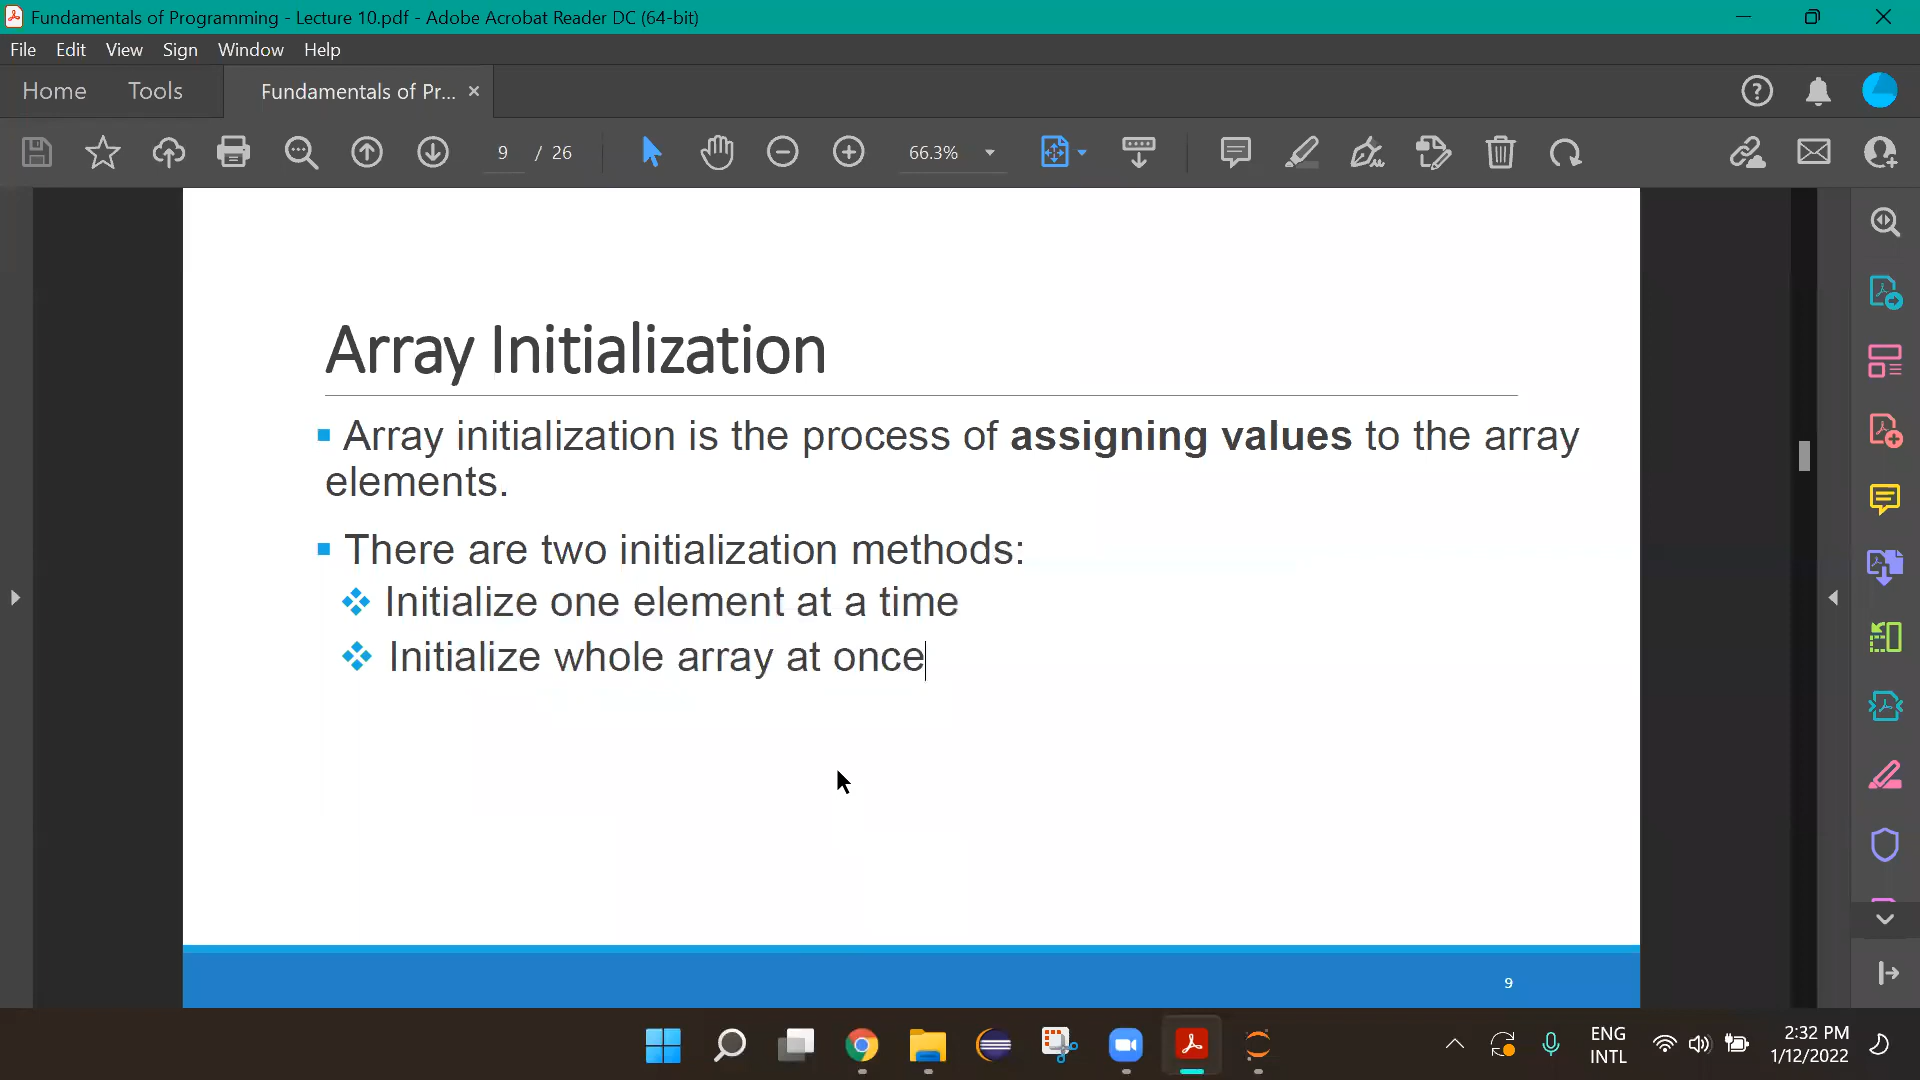 Fundamentals of Programming - Lecture 10.pdf - Adobe Acrobat Reader DC (64-bit)
File Edit View Sign Window Help
Home Tools Fundamentals of Pr... ×
9 / 26 66.3%
Array Initialization
Array initialization is the process of assigning values to the array
elements.
There are two initialization methods:
Initialize one element at a time
Initialize whole array at once
9
ENG
INTL
2:32 PM
1/12/2022